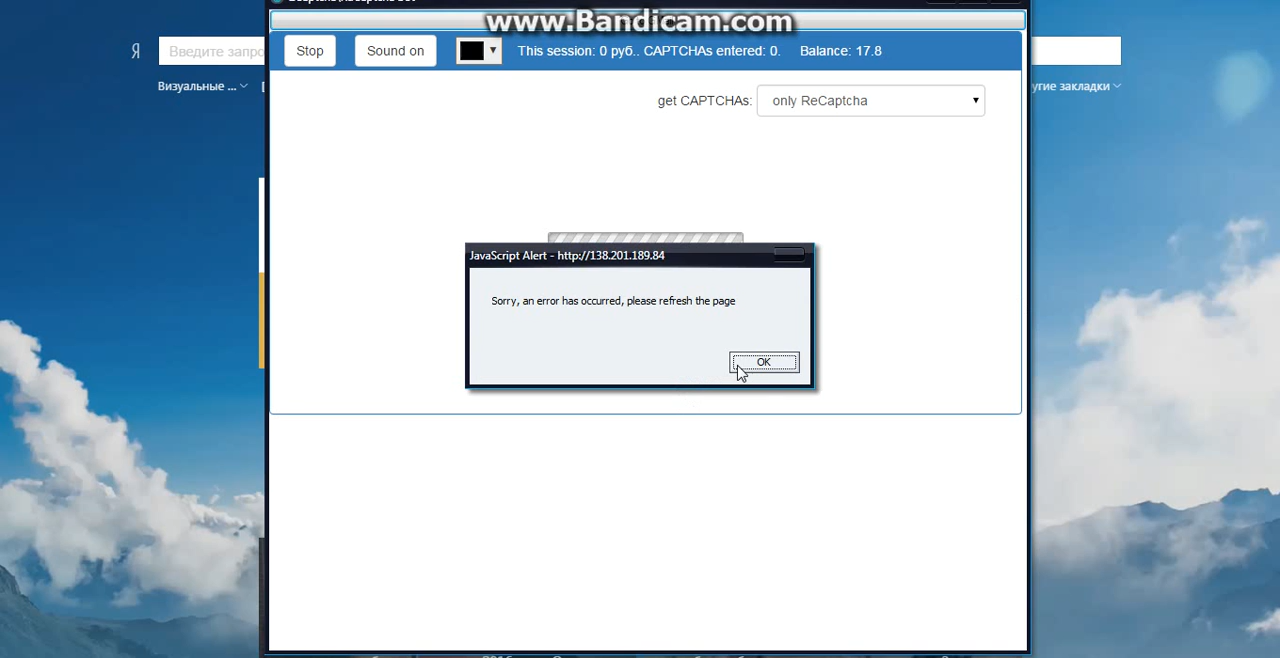 www.Bandicam.com
Stop
Sound on
This session: 0 руб.. CAPTCHAs entered: 0.
Balance: 17.8
Я
Введите запро
Визуальные ...
угие закладки
get CAPTCHAs:
only ReCaptcha
JavaScript Alert - http://138.201.189.84
Sorry, an error has occurred, please refresh the page
OK